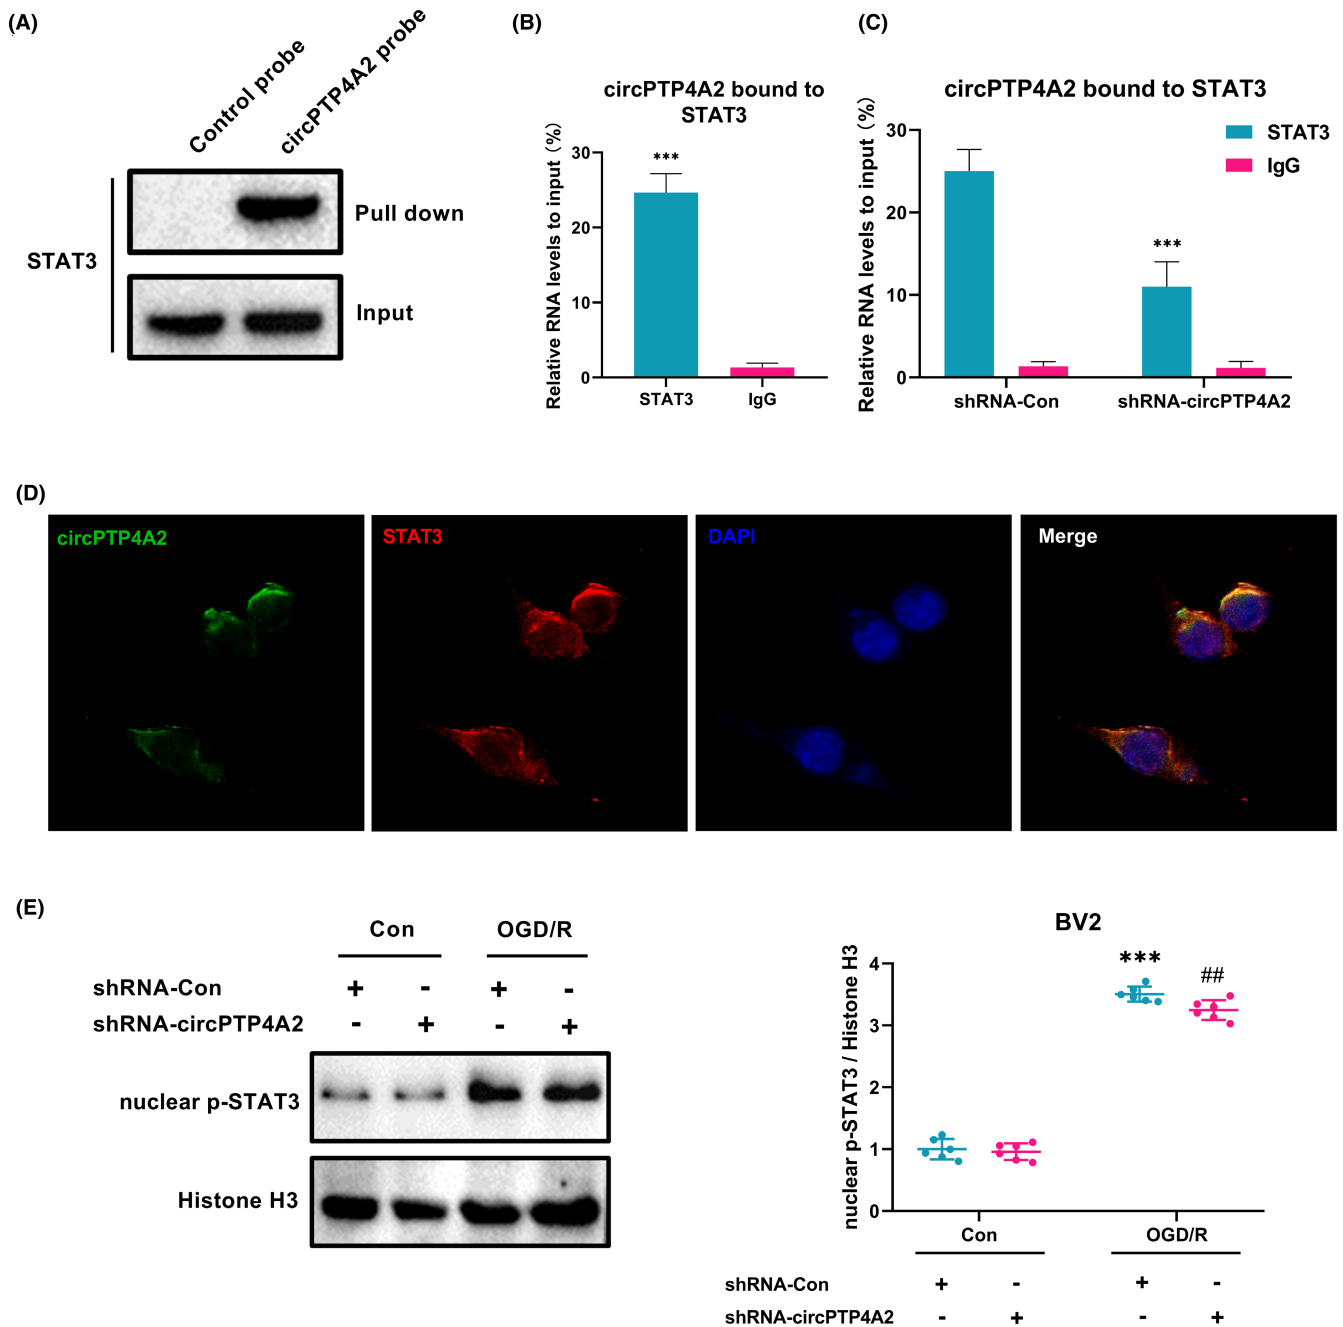 (A)
Control probe
circPTP4A2 probe
STAT3
Pull down
Input
(B)
circPTP4A2 bound to
STAT3
Relative RNA levels to input (%)
30
20
10
0
***
STAT3
IgG
(C)
circPTP4A2 bound to STAT3
Relative RNA levels to input (%)
30
20
10
0
***
STAT3
IgG
shRNA-Con
shRNA-circPTP4A2
(D)
circPTP4A2
STAT3
DAPI
Merge
(E)
Con
OGD/R
shRNA-Con + - + -
shRNA-circPTP4A2 - + - +
nuclear p-STAT3
Histone H3
BV2
nuclear p-STAT3 / Histone H3
4
3
2
1
0
***
##
Con
OGD/R
shRNA-Con + - + -
shRNA-circPTP4A2 - + - +